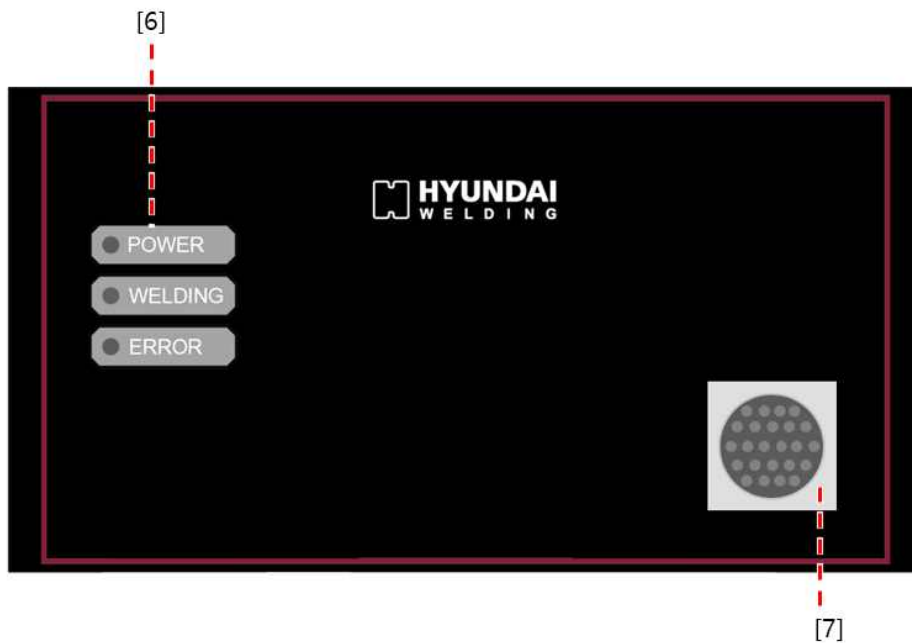 [6]
HYUNDAI
WELDING
POWER
WELDING
ERROR
[7]